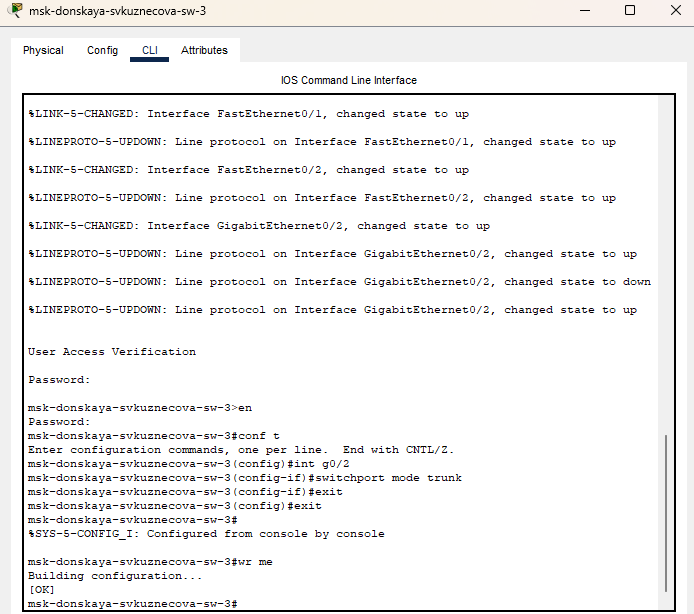 msk-donskaya-svkuznecova-sw-3
Physical Config CLI Attributes
IOS Command Line Interface
%LINK-5-CHANGED: Interface FastEthernet0/1, changed state to up
%LINEPROTO-5-UPDOWN: Line protocol on Interface FastEthernet0/1, changed state to up
%LINK-5-CHANGED: Interface FastEthernet0/2, changed state to up
%LINEPROTO-5-UPDOWN: Line protocol on Interface FastEthernet0/2, changed state to up
%LINK-5-CHANGED: Interface GigabitEthernet0/2, changed state to up
%LINEPROTO-5-UPDOWN: Line protocol on Interface GigabitEthernet0/2, changed state to up
%LINEPROTO-5-UPDOWN: Line protocol on Interface GigabitEthernet0/2, changed state to down
%LINEPROTO-5-UPDOWN: Line protocol on Interface GigabitEthernet0/2, changed state to up
User Access Verification
Password:
msk-donskaya-svkuznecova-sw-3>en
Password:
msk-donskaya-svkuznecova-sw-3#conf t
Enter configuration commands, one per line.  End with CNTL/Z.
msk-donskaya-svkuznecova-sw-3(config)#int g0/2
msk-donskaya-svkuznecova-sw-3(config-if)#switchport mode trunk
msk-donskaya-svkuznecova-sw-3(config-if)#exit
msk-donskaya-svkuznecova-sw-3(config)#exit
msk-donskaya-svkuznecova-sw-3#
%SYS-5-CONFIG_I: Configured from console by console
msk-donskaya-svkuznecova-sw-3#wr me
Building configuration...
[OK]
msk-donskaya-svkuznecova-sw-3#